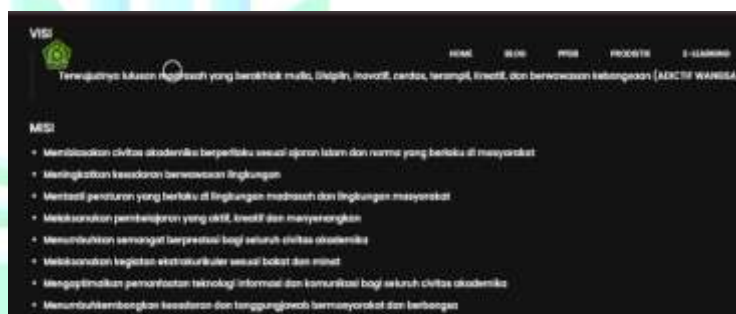 VISI
HOME BLOG PPDB PRODISTIK E-LEARNING
Terwujudnya lulusan madrasah yang berakhlak mulia, Disiplin, Inovatif, cerdas, terampil, Kreatif, dan berwawasan kebangsaan (ADICTIF WANGSA
MISI
Membiasakan civitas akademika berperilaku sesuai ajaran Islam dan norma yang berlaku di masyarakat
Meningkatkan kesadaran berwawasan lingkungan
Mentaati peraturan yang berlaku di lingkungan madrasah dan lingkungan masyarakat
Melaksanakan pembelajaran yang aktif, kreatif dan menyenangkan
Menumbuhkan semangat berprestasi bagi seluruh civitas akademika
Melaksanakan kegiatan ekstrakurikuler sesuai bakat dan minat
Mengoptimalkan pemanfaatan teknologi informasi dan komunikasi bagi seluruh civitas akademika
Menumbuhkembangkan kesadaran dan tanggungjawab bermasyarakat dan berbangsa